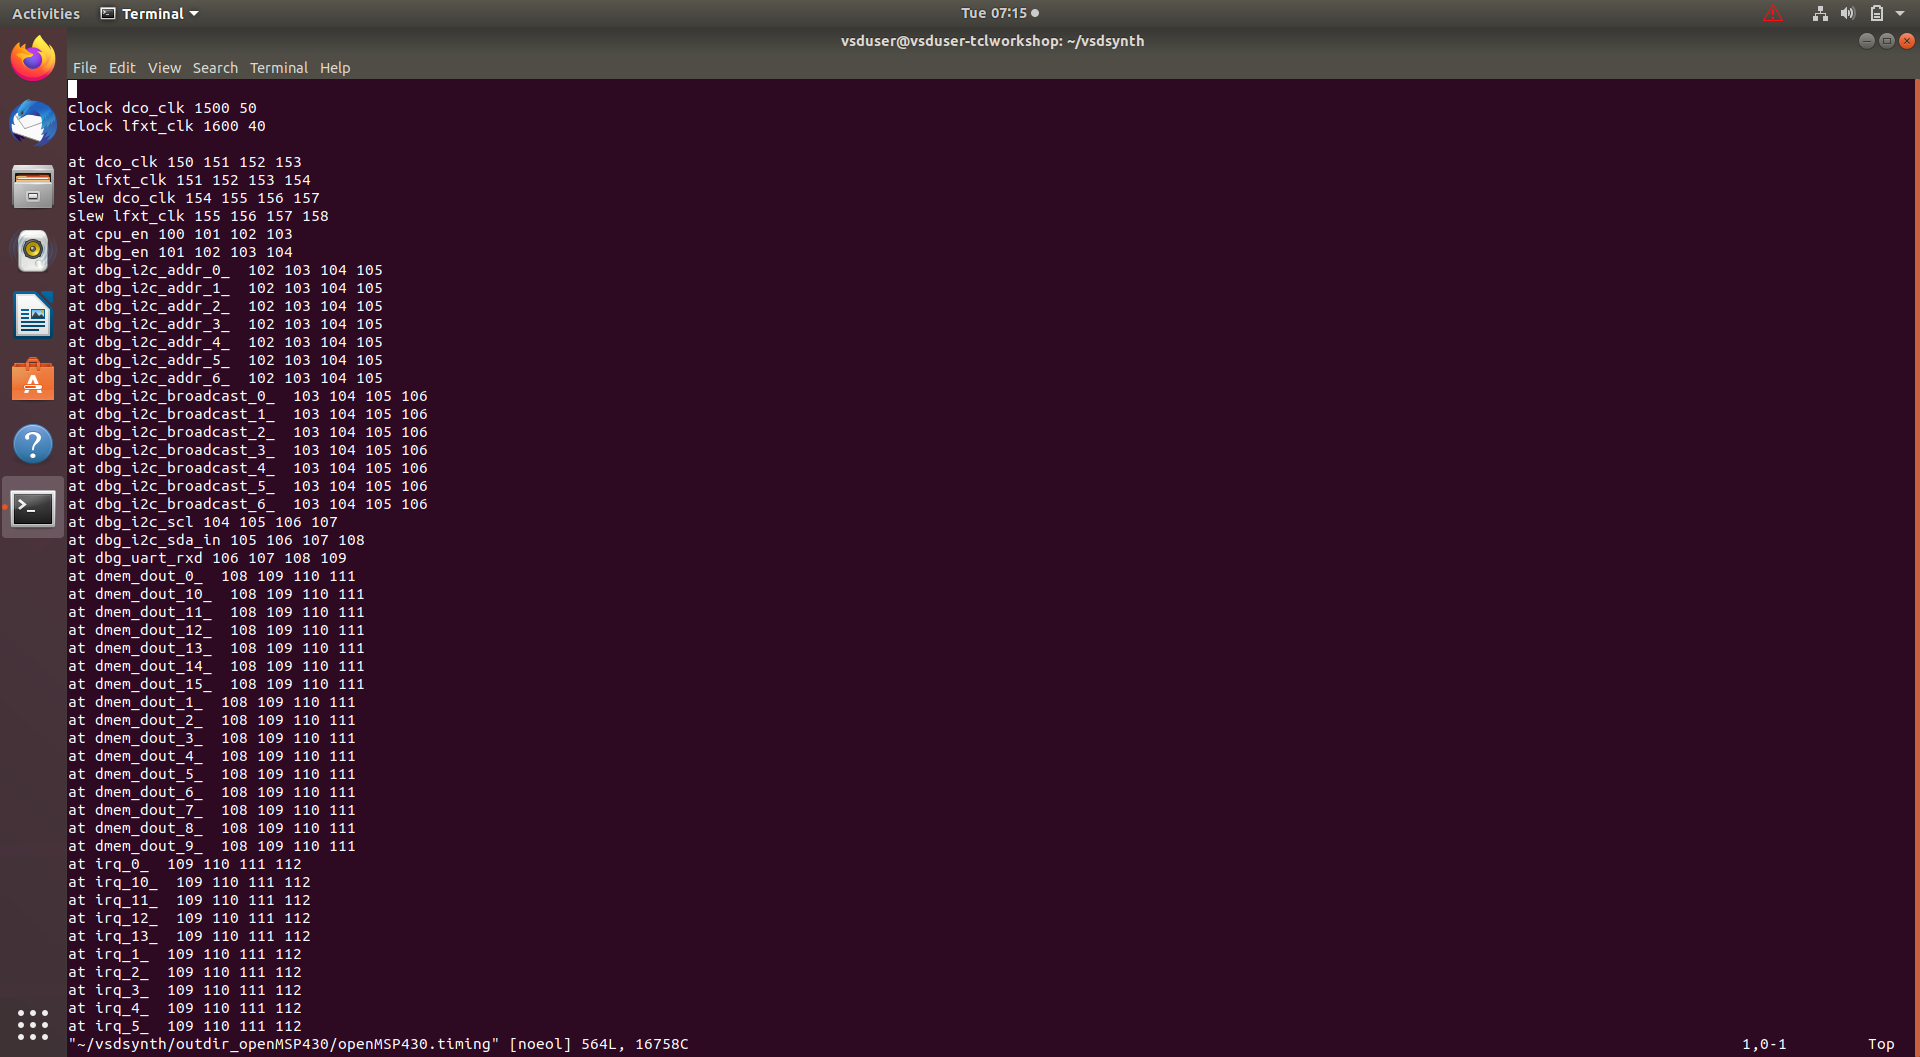 Activities Terminal Tue 07:15
vsduser@vsduser-tclworkshop: ~/vsdsynth
File Edit View Search Terminal Help
clock dco_clk 1500 50
clock lfxt_clk 1600 40
at dco_clk 150 151 152 153
at lfxt_clk 151 152 153 154
slew dco_clk 154 155 156 157
slew lfxt_clk 155 156 157 158
at cpu_en 100 101 102 103
at dbg_en 101 102 103 104
at dbg_i2c_addr_0_  102 103 104 105
at dbg_i2c_addr_1_  102 103 104 105
at dbg_i2c_addr_2_  102 103 104 105
at dbg_i2c_addr_3_  102 103 104 105
at dbg_i2c_addr_4_  102 103 104 105
at dbg_i2c_addr_5_  102 103 104 105
at dbg_i2c_addr_6_  102 103 104 105
at dbg_i2c_broadcast_0_  103 104 105 106
at dbg_i2c_broadcast_1_  103 104 105 106
at dbg_i2c_broadcast_2_  103 104 105 106
at dbg_i2c_broadcast_3_  103 104 105 106
at dbg_i2c_broadcast_4_  103 104 105 106
at dbg_i2c_broadcast_5_  103 104 105 106
at dbg_i2c_broadcast_6_  103 104 105 106
at dbg_i2c_scl 104 105 106 107
at dbg_i2c_sda_in 105 106 107 108
at dbg_uart_rxd 106 107 108 109
at dmem_dout_0_  108 109 110 111
at dmem_dout_10_  108 109 110 111
at dmem_dout_11_  108 109 110 111
at dmem_dout_12_  108 109 110 111
at dmem_dout_13_  108 109 110 111
at dmem_dout_14_  108 109 110 111
at dmem_dout_15_  108 109 110 111
at dmem_dout_1_  108 109 110 111
at dmem_dout_2_  108 109 110 111
at dmem_dout_3_  108 109 110 111
at dmem_dout_4_  108 109 110 111
at dmem_dout_5_  108 109 110 111
at dmem_dout_6_  108 109 110 111
at dmem_dout_7_  108 109 110 111
at dmem_dout_8_  108 109 110 111
at dmem_dout_9_  108 109 110 111
at irq_0_  109 110 111 112
at irq_10_  109 110 111 112
at irq_11_  109 110 111 112
at irq_12_  109 110 111 112
at irq_13_  109 110 111 112
at irq_1_  109 110 111 112
at irq_2_  109 110 111 112
at irq_3_  109 110 111 112
at irq_4_  109 110 111 112
at irq_5_  109 110 111 112
"~/vsdsynth/outdir_openMSP430/openMSP430.timing" [noeol] 564L, 16758C 1,0-1 Top